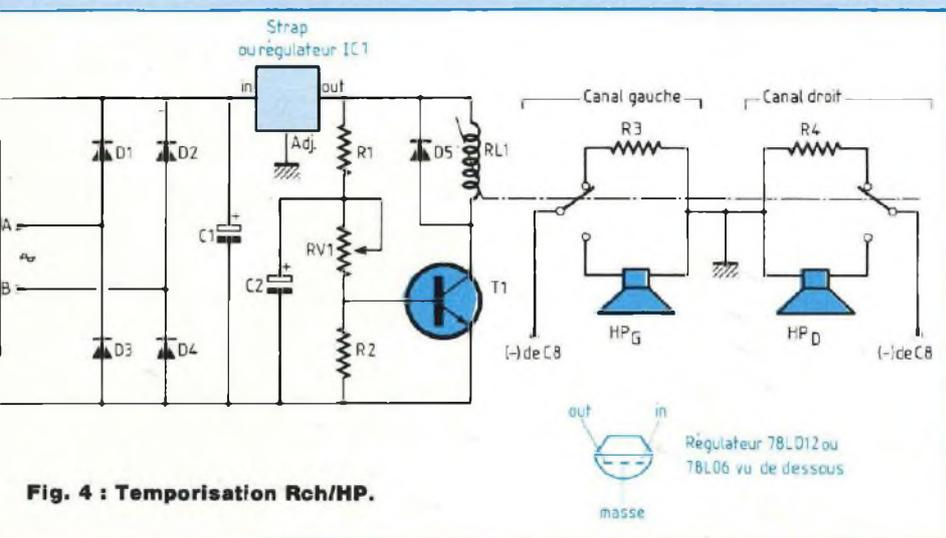 Strap
ou régulateur IC1
in
out
Adj.
Canal gauche
Canal droit
R3
R4
D1
D2
R1
D5
RL1
A
C1
+
RV1
B
C2
+
T1
D3
D4
R2
HPG
HPD
(-) de C8
(-) de C8
out
in
Régulateur 78L012 ou
78L06 vu de dessous
masse
Fig. 4 : Temporisation Rch/HP.